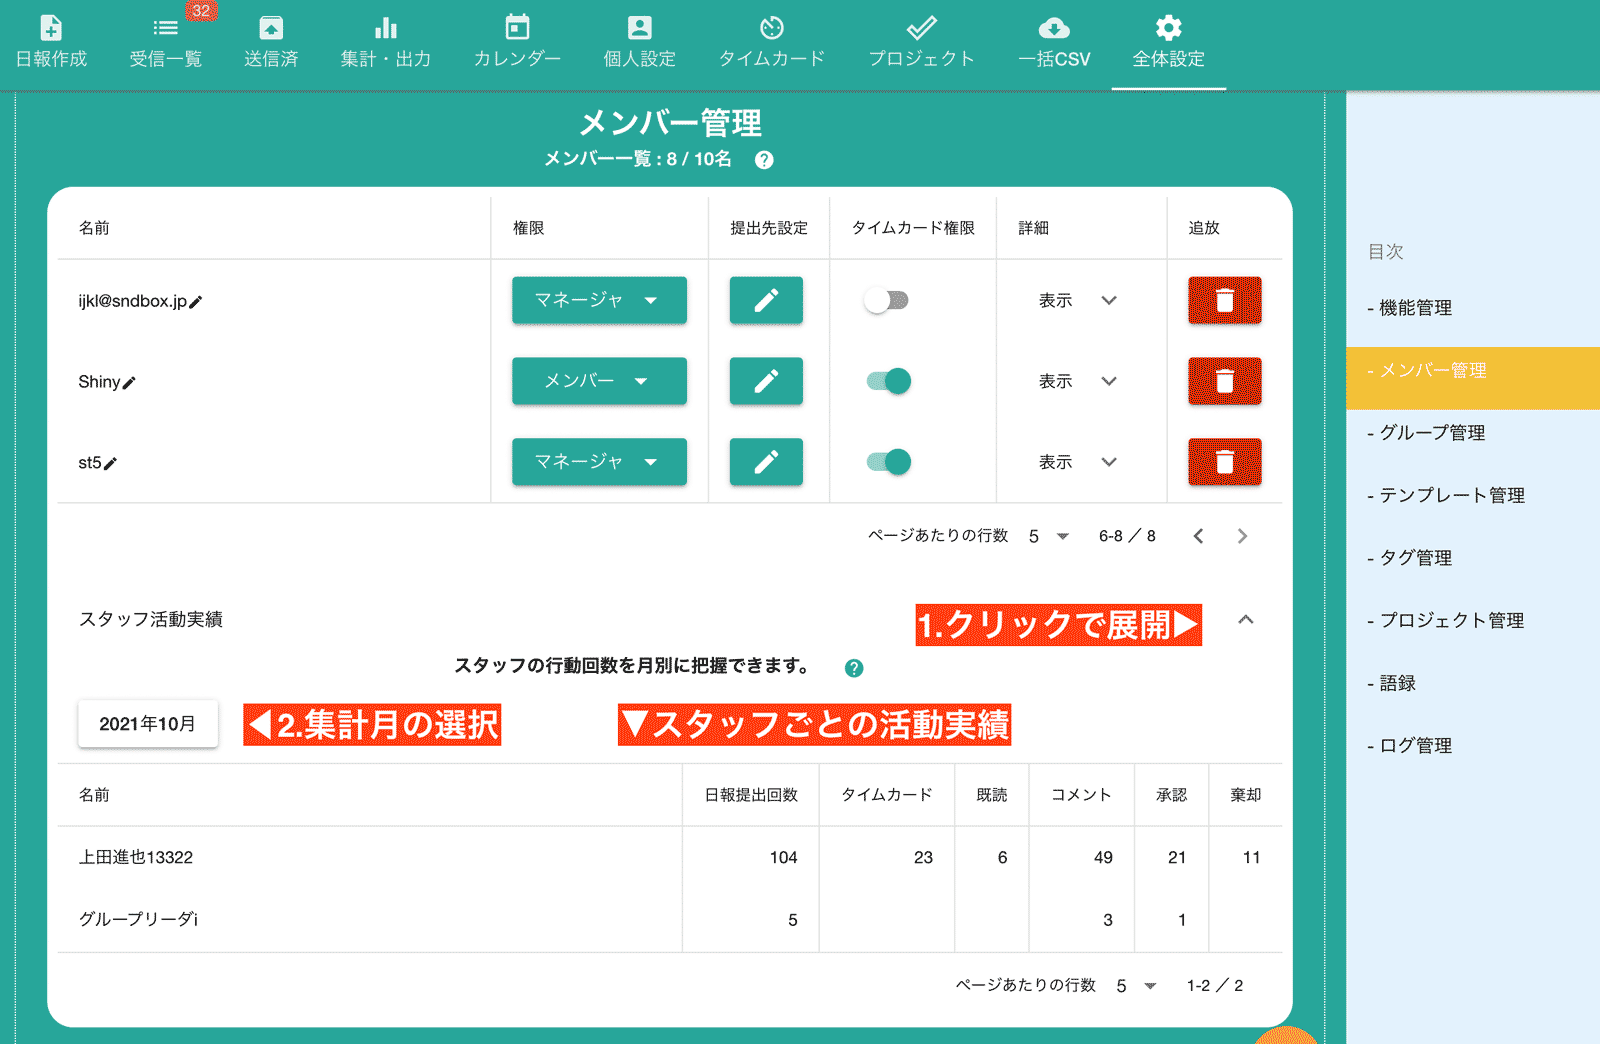 32
日報作成 受信一覧 送信済 集計・出力 カレンダー 個人設定 タイムカード プロジェクト 一括CSV 全体設定
メンバー管理
メンバー一覧 : 8 / 10名 ?
名前 権限 提出先設定 タイムカード権限 詳細 追放
ijkl@sndbox.jp マネージャ 表示
Shiny メンバー 表示
st5 マネージャ 表示
ページあたりの行数 5 6-8 ／ 8
スタッフ活動実績 1.クリックで展開▶
スタッフの行動回数を月別に把握できます。 ?
2021年10月 ◀2.集計月の選択 ▼スタッフごとの活動実績
名前 日報提出回数 タイムカード 既読 コメント 承認 棄却
上田進也13322 104 23 6 49 21 11
グループリーダi 5 3 1
ページあたりの行数 5 1-2 ／ 2
目次
- 機能管理
- メンバー管理
- グループ管理
- テンプレート管理
- タグ管理
- プロジェクト管理
- 語録
- ログ管理